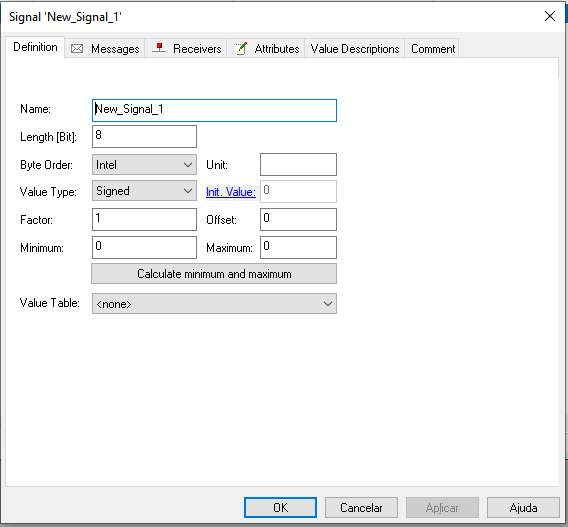 Signal 'New_Signal_1'
Definition Messages Receivers Attributes Value Descriptions Comment
Name: New_Signal_1
Length [Bit]: 8
Byte Order: Intel Unit:
Value Type: Signed Init. Value: 0
Factor: 1 Offset: 0
Minimum: 0 Maximum: 0
Calculate minimum and maximum
Value Table: <none>
OK Cancelar Aplicar Ajuda